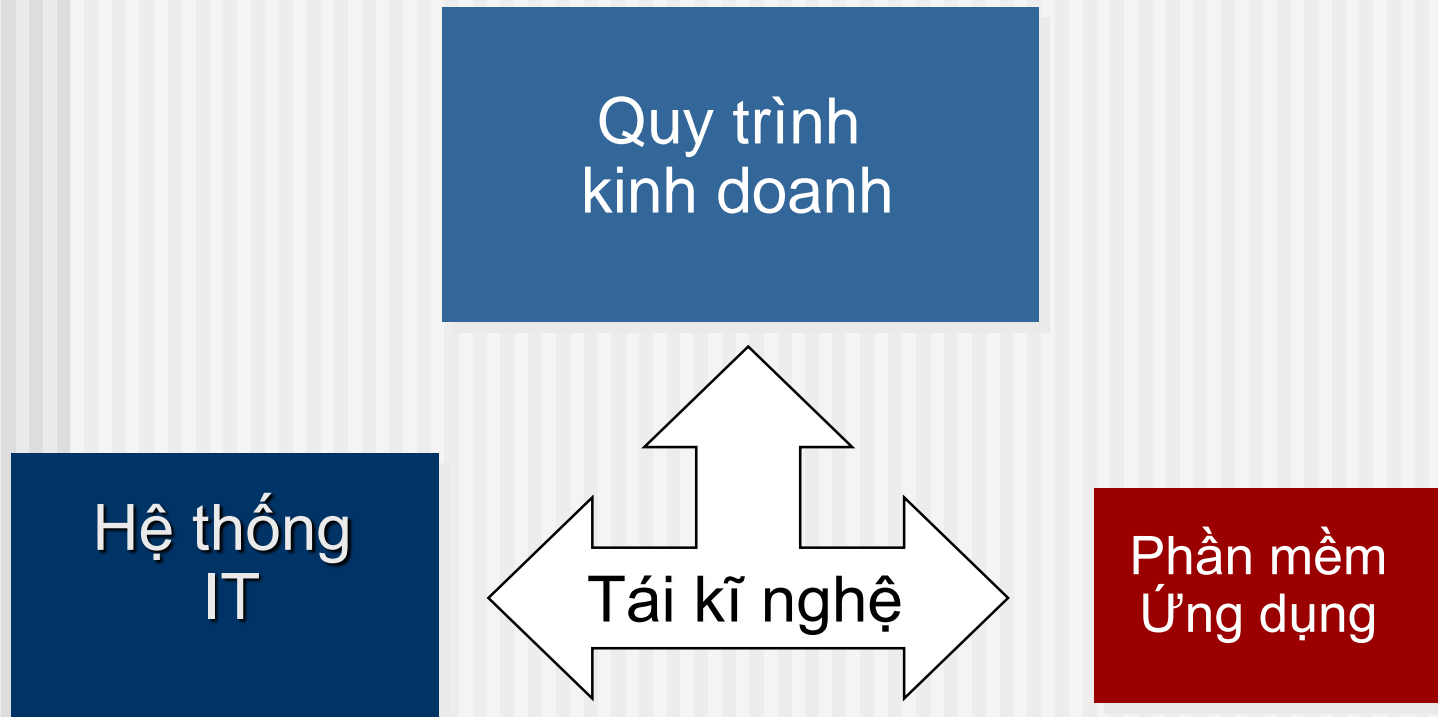 Quy trình
kinh doanh
Hệ thống
IT
Tái kĩ nghệ
Phần mềm
Ứng dụng